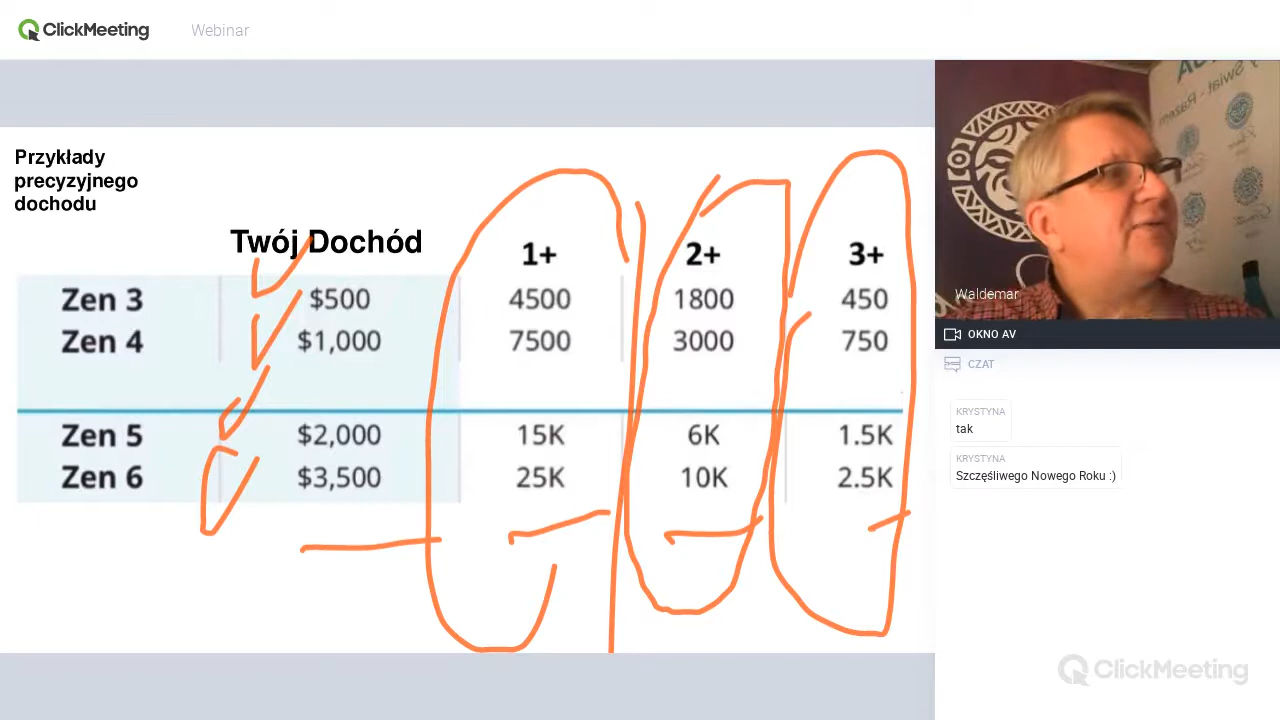 ClickMeeting
Webinar
Przykłady
precyzyjnego
dochodu
Twój Dochód 1+ 2+ 3+
Zen 3 $500 4500 1800 450
Zen 4 $1,000 7500 3000 750
Zen 5 $2,000 15K 6K 1.5K
Zen 6 $3,500 25K 10K 2.5K
Waldemar
OKNO AV
CZAT
KRYSTYNA
tak
KRYSTYNA
Szczęśliwego Nowego Roku :)
ClickMeeting